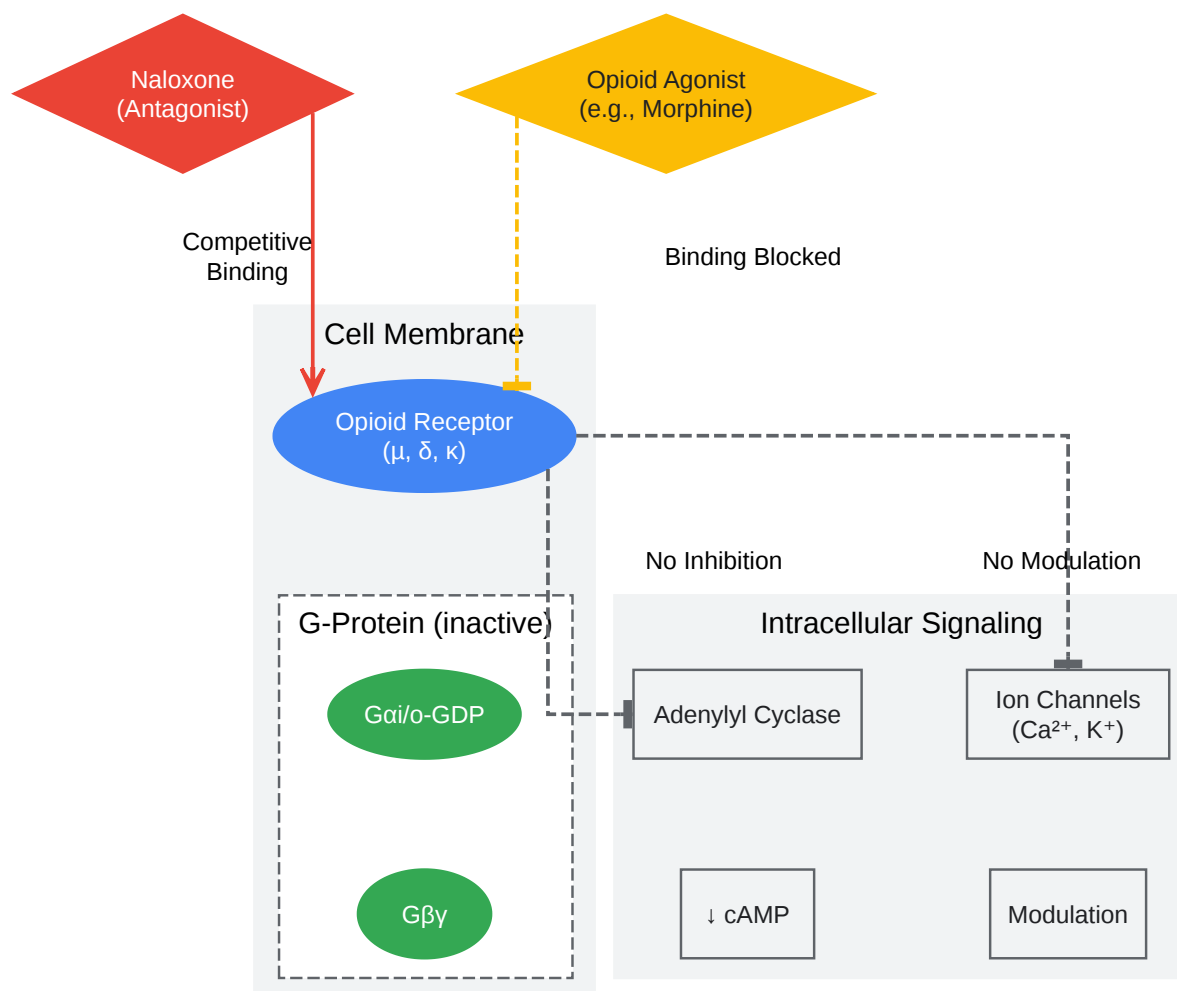 Naloxone
(Antagonist)
Opioid Agonist
(e.g., Morphine)
Competitive
Binding
Binding Blocked
Cell Membrane
Opioid Receptor
(μ, δ, κ)
No Inhibition
No Modulation
G-Protein (inactive)
Intracellular Signaling
Gαi/o-GDP
Adenylyl Cyclase
Ion Channels
(Ca²⁺, K⁺)
Gβγ
↓ cAMP
Modulation